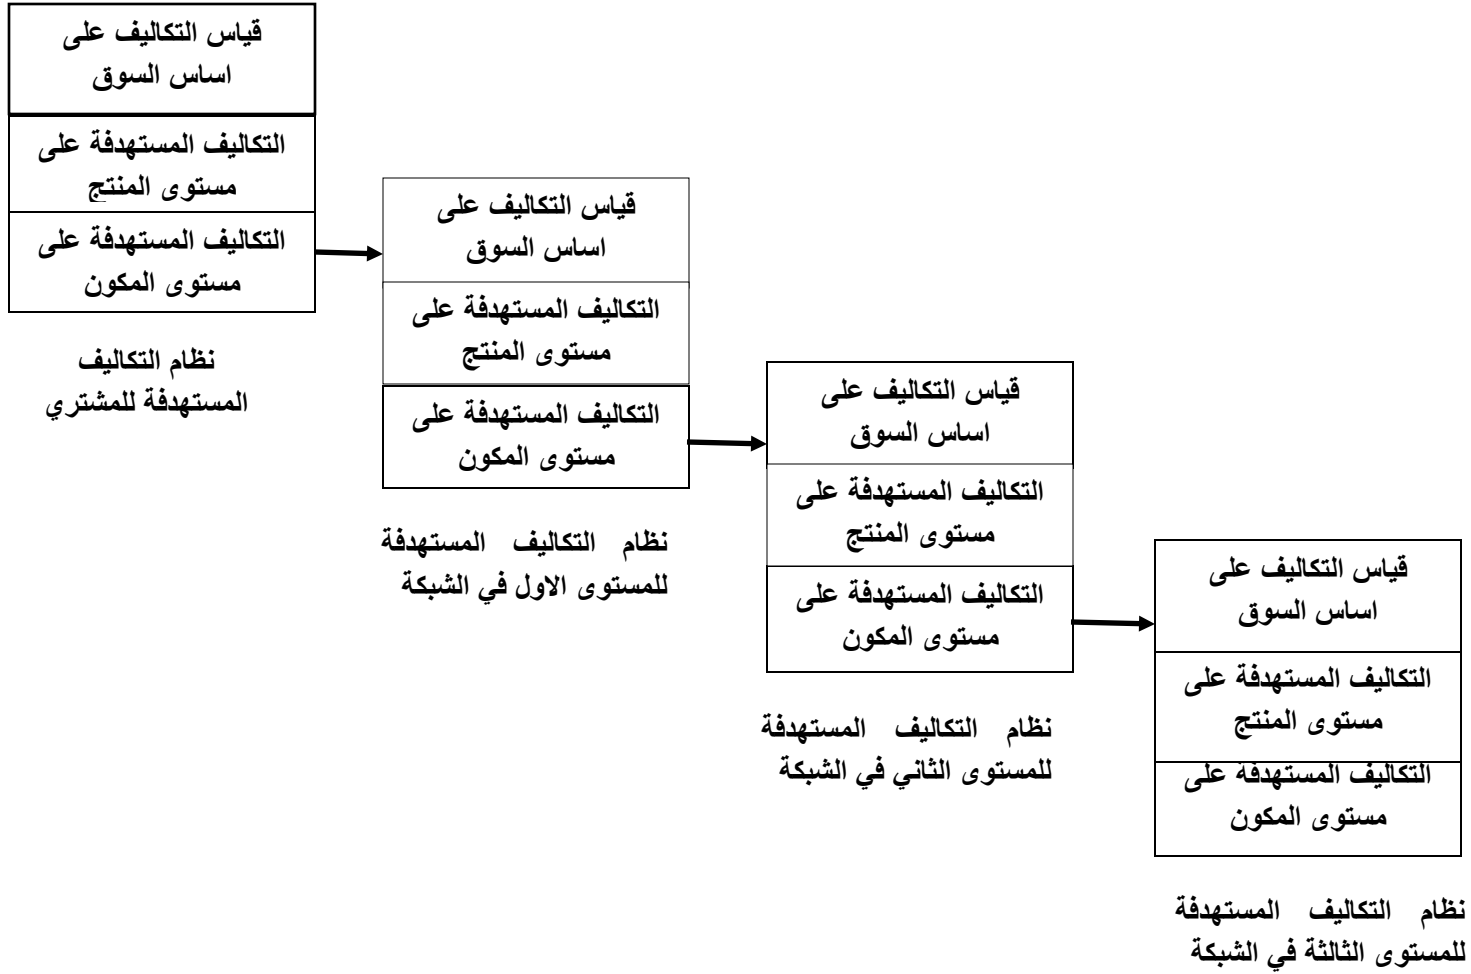 قياس التكاليف على
اساس السوق
التكاليف المستهدفة على
مستوى المنتج
التكاليف المستهدفة على
مستوى المكون
نظام التكاليف
المستهدفة للمشتري
قياس التكاليف على
اساس السوق
التكاليف المستهدفة على
مستوى المنتج
التكاليف المستهدفة على
مستوى المكون
نظام التكاليف المستهدفة
للمستوى الاول في الشبكة
قياس التكاليف على
اساس السوق
التكاليف المستهدفة على
مستوى المنتج
التكاليف المستهدفة على
مستوى المكون
نظام التكاليف المستهدفة
للمستوى الثاني في الشبكة
قياس التكاليف على
اساس السوق
التكاليف المستهدفة على
مستوى المنتج
التكاليف المستهدفة على
مستوى المكون
نظام التكاليف المستهدفة
للمستوى الثالثة في الشبكة